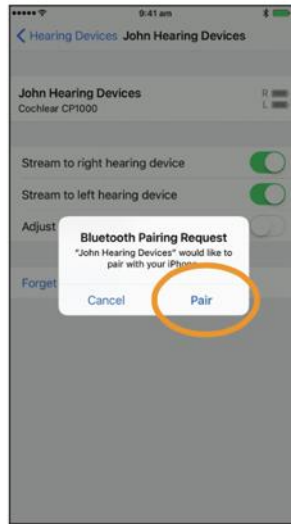 9:41 am
Hearing Devices John Hearing Devices
John Hearing Devices
Cochlear CP1000
R
L
Stream to right hearing device
Stream to left hearing device
Adjust
Bluetooth Pairing Request
"John Hearing Devices" would like to
pair with your iPhone
Forget
Cancel Pair